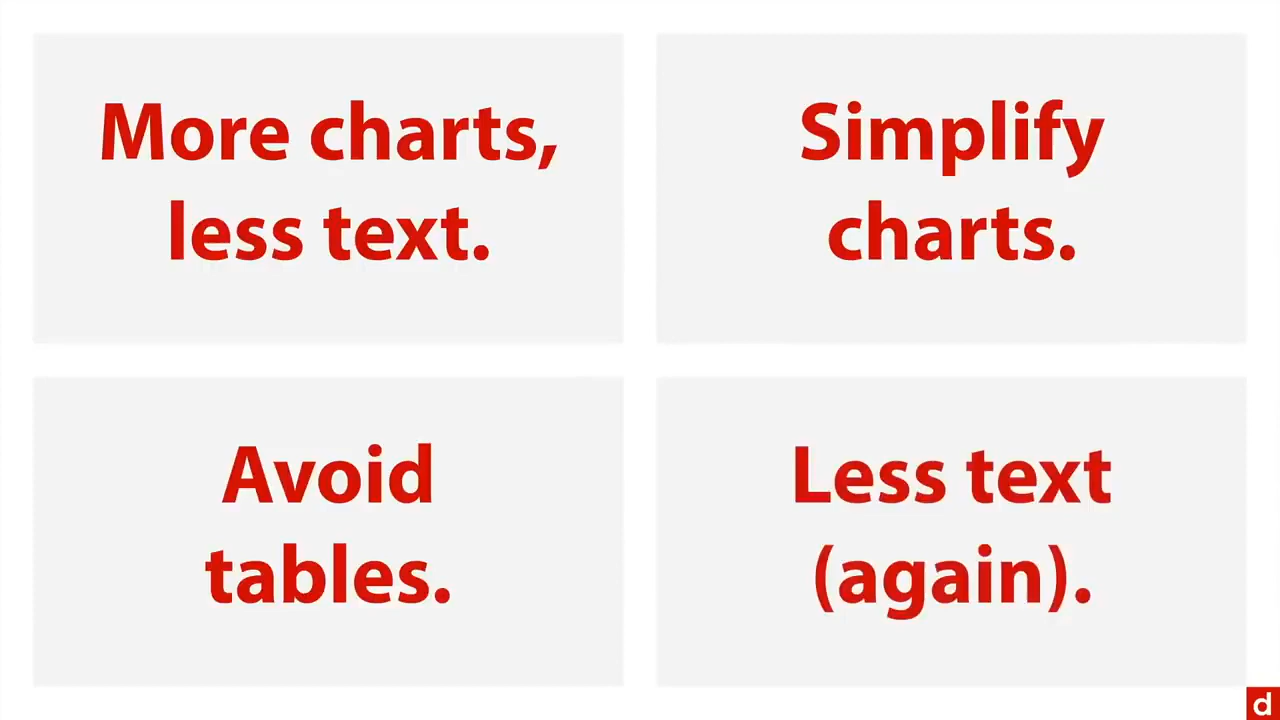 More charts,
less text.
Simplify
charts.
Avoid
tables.
Less text
(again).
d